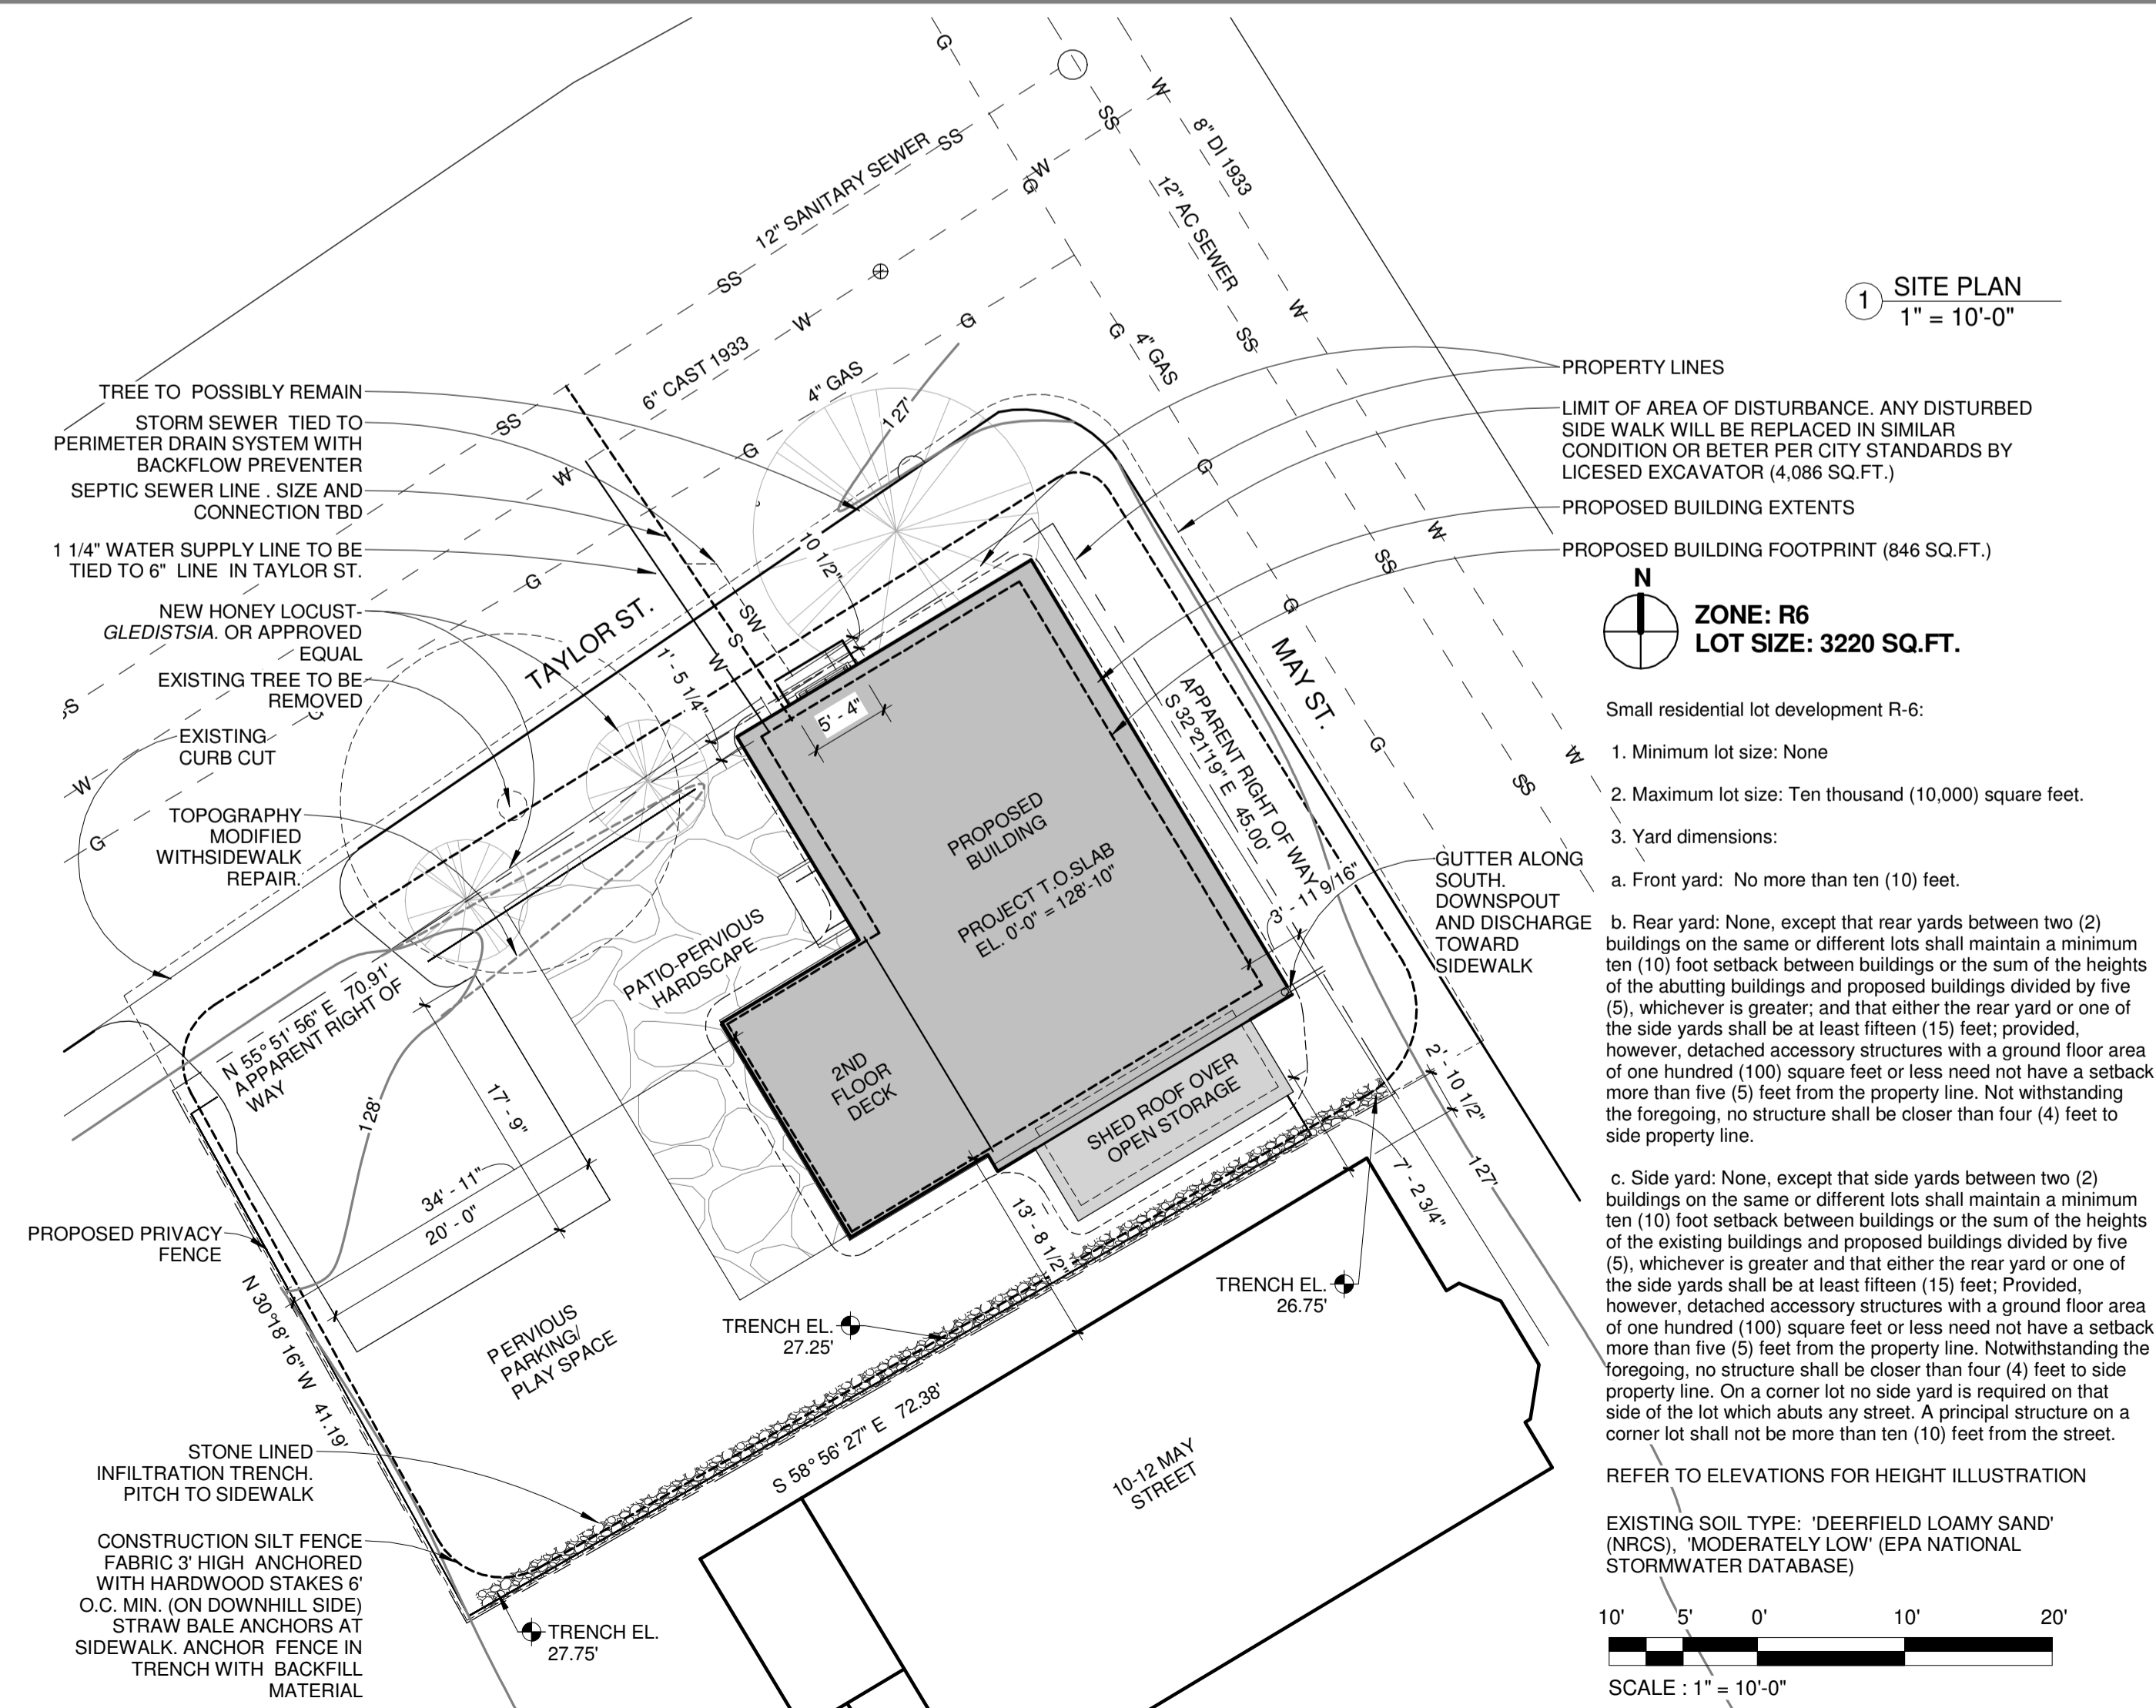 1
SITE PLAN
1" = 10'-0"
G
SS
W
8" DI 1933
12" SANITARY SEWER
SS
SS
W
G
12" AC SEWER
SS
W
W
6" CAST 1933
G
4" GAS
G
4" GAS
SS
W
127'
SS
W
G
G
W
SS
G
G
SS
W
G
SS
W
G
TREE TO POSSIBLY REMAIN
STORM SEWER TIED TO
PERIMETER DRAIN SYSTEM WITH
BACKFLOW PREVENTER
SEPTIC SEWER LINE . SIZE AND
CONNECTION TBD
1 1/4" WATER SUPPLY LINE TO BE
TIED TO 6" LINE IN TAYLOR ST.
NEW HONEY LOCUST-
GLEDISTSIA. OR APPROVED
EQUAL
EXISTING TREE TO BE
REMOVED
EXISTING
CURB CUT
TOPOGRAPHY
MODIFIED
WITHSIDEWALK
REPAIR.
PROPOSED PRIVACY
FENCE
STONE LINED
INFILTRATION TRENCH.
PITCH TO SIDEWALK
CONSTRUCTION SILT FENCE
FABRIC 3' HIGH ANCHORED
WITH HARDWOOD STAKES 6'
O.C. MIN. (ON DOWNHILL SIDE)
STRAW BALE ANCHORS AT
SIDEWALK. ANCHOR FENCE IN
TRENCH WITH BACKFILL
MATERIAL
TAYLOR ST.
SW
S
W
10 1/2"
1' - 5 1/4"
5' - 4"
PROPOSED
BUILDING
PROJECT T.O.SLAB
EL. 0'-0" = 128'-10"
MAY ST.
APPARENT RIGHT OF WAY
S 32°21'19" E 45.00'
3' - 11 9/16"
PATIO-PERVIOUS
HARDSCAPE
N 55° 51' 56" E 70.91'
APPARENT RIGHT OF
WAY
128'
17' - 9"
34' - 11"
20' - 0"
2ND
FLOOR
DECK
SHED ROOF OVER
OPEN STORAGE
2' - 10 1/2"
7' - 2 3/4"
127'
13' - 8 1/2"
N 30°18' 16" W 41.19'
PERVIOUS
PARKING/
PLAY SPACE
TRENCH EL.
27.25'
TRENCH EL.
26.75'
TRENCH EL.
27.75'
S 58° 56' 27" E 72.38'
10-12 MAY
STREET
PROPERTY LINES
LIMIT OF AREA OF DISTURBANCE. ANY DISTURBED
SIDE WALK WILL BE REPLACED IN SIMILAR
CONDITION OR BETER PER CITY STANDARDS BY
LICESED EXCAVATOR (4,086 SQ.FT.)
PROPOSED BUILDING EXTENTS
PROPOSED BUILDING FOOTPRINT (846 SQ.FT.)
GUTTER ALONG
SOUTH.
DOWNSPOUT
AND DISCHARGE
TOWARD
SIDEWALK
N
ZONE: R6
LOT SIZE: 3220 SQ.FT.
Small residential lot development R-6:
1. Minimum lot size: None
2. Maximum lot size: Ten thousand (10,000) square feet.
3. Yard dimensions:
a. Front yard: No more than ten (10) feet.
b. Rear yard: None, except that rear yards between two (2)
buildings on the same or different lots shall maintain a minimum
ten (10) foot setback between buildings or the sum of the heights
of the abutting buildings and proposed buildings divided by five
(5), whichever is greater; and that either the rear yard or one of
the side yards shall be at least fifteen (15) feet; provided,
however, detached accessory structures with a ground floor area
of one hundred (100) square feet or less need not have a setback
more than five (5) feet from the property line. Not withstanding
the foregoing, no structure shall be closer than four (4) feet to
side property line.
c. Side yard: None, except that side yards between two (2)
buildings on the same or different lots shall maintain a minimum
ten (10) foot setback between buildings or the sum of the heights
of the existing buildings and proposed buildings divided by five
(5), whichever is greater and that either the rear yard or one of
the side yards shall be at least fifteen (15) feet; Provided,
however, detached accessory structures with a ground floor area
of one hundred (100) square feet or less need not have a setback
more than five (5) feet from the property line. Notwithstanding the
foregoing, no structure shall be closer than four (4) feet to side
property line. On a corner lot no side yard is required on that
side of the lot which abuts any street. A principal structure on a
corner lot shall not be more than ten (10) feet from the street.
REFER TO ELEVATIONS FOR HEIGHT ILLUSTRATION
EXISTING SOIL TYPE: 'DEERFIELD LOAMY SAND'
(NRCS), 'MODERATELY LOW' (EPA NATIONAL
STORMWATER DATABASE)
10' 5' 0' 10' 20'
SCALE : 1" = 10'-0"